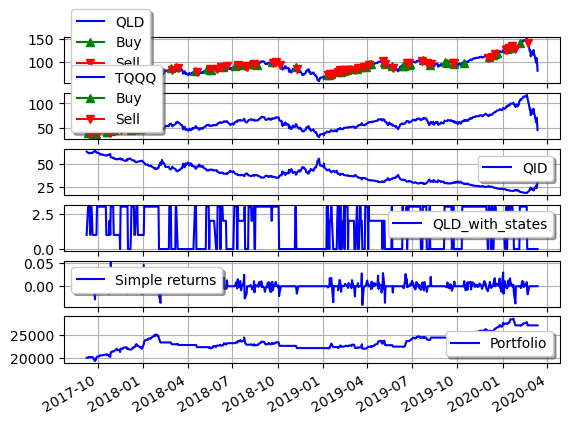 QLD
Buy
Sell
150
100
TQQQ
Buy
Sell
100
50
QID
50
25
QLD_with_states
2.5
0.0
Simple returns
0.05
0.00
Portfolio
25000
20000
2017-10
2018-01
2018-04
2018-07
2018-10
2019-01
2019-04
2019-07
2019-10
2020-01
2020-04